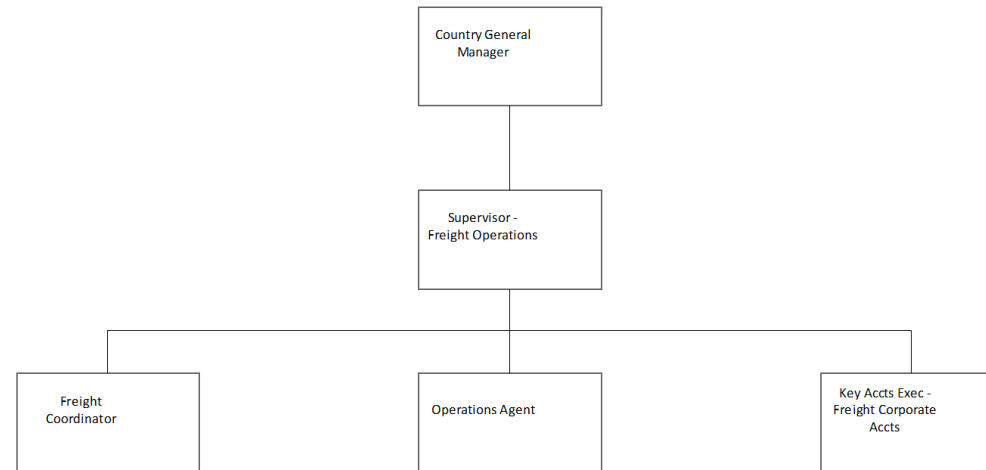 Country General
Manager
Supervisor -
Freight Operations
Freight
Coordinator
Operations Agent
Key Accts Exec -
Freight Corporate
Accts